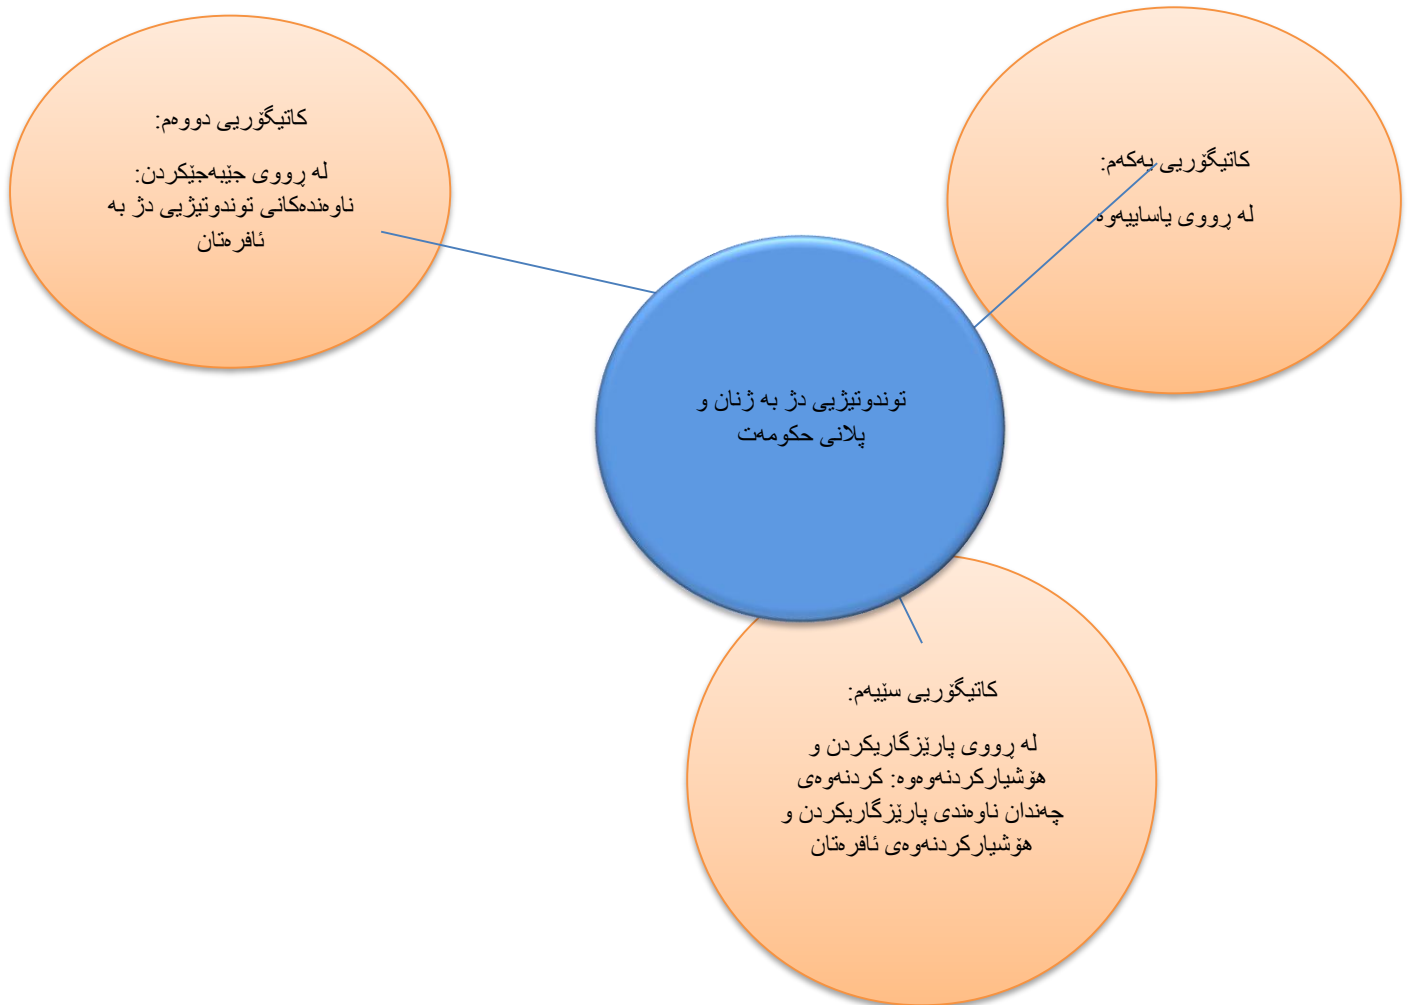 کاتیگۆریی یەکەم:
لە ڕووی یاساییەوە
کاتیگۆریی دووەم:
لە ڕووی جێبەجێکردن:
ناوەندەکانی توندوتیژیی دژ بە
ئافرەتان
توندوتیژیی دژ بە ژنان و
پلانی حکومەت
کاتیگۆریی سێیەم:
لە ڕووی پارێزگاریکردن و
هۆشیارکردنەوەوە: کردنەوەی
چەندان ناوەندی پارێزگاریکردن و
هۆشیارکردنەوەی ئافرەتان